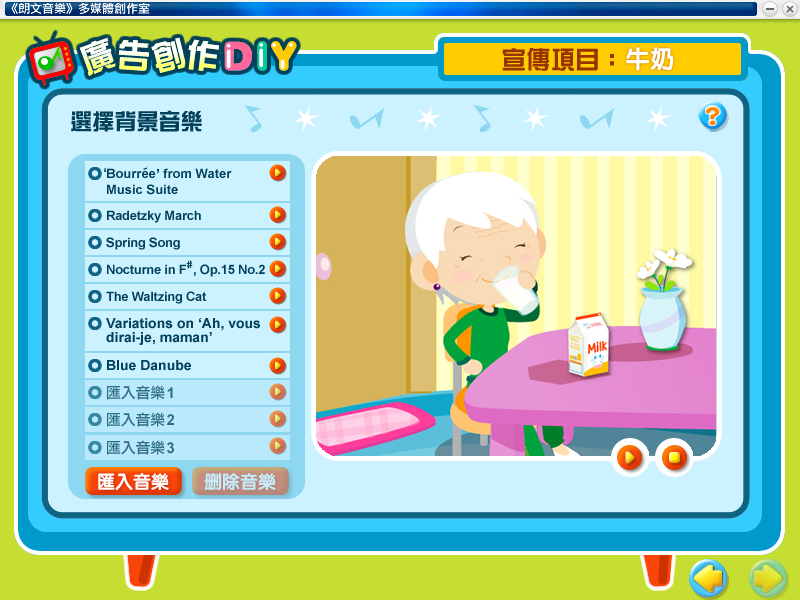 《朗文音樂》多媒體創作室
廣告創作DiY
宣傳項目：牛奶
選擇背景音樂
?
‘Bourrée’ from Water
Music Suite
Radetzky March
Spring Song
Nocturne in F#, Op.15 No.2
The Waltzing Cat
Variations on ‘Ah, vous
dirai-je, maman’
Blue Danube
匯入音樂1
匯入音樂2
匯入音樂3
匯入音樂
刪除音樂
Milk